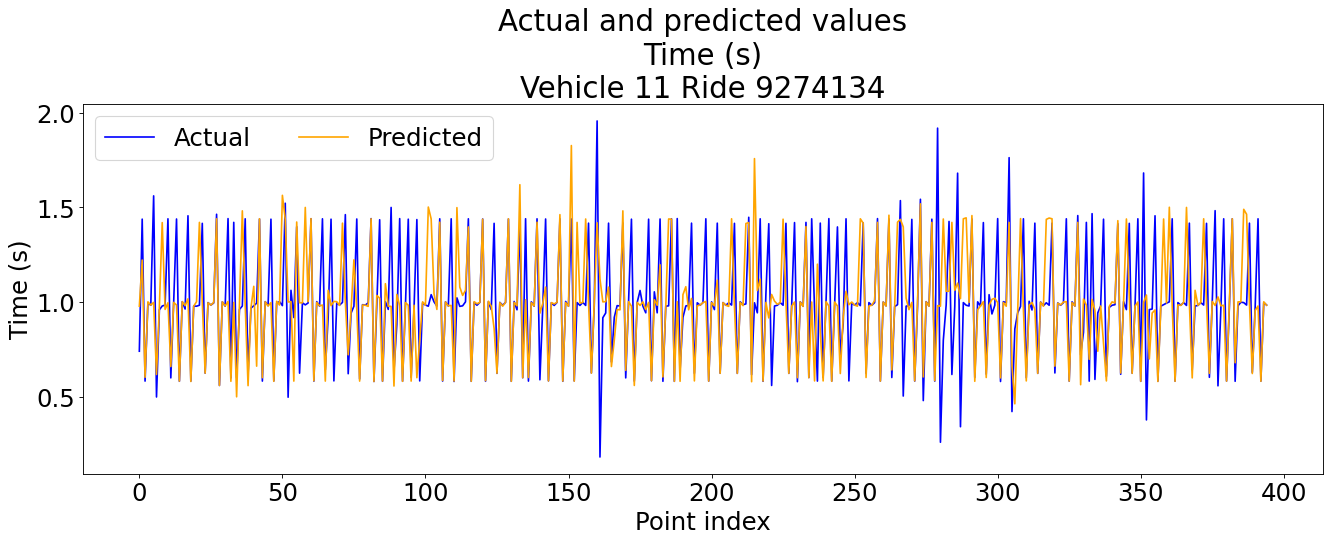 Actual and predicted values
Time (s)
Vehicle 11 Ride 9274134
Actual
Predicted
2.0
1.5
1.0
0.5
Time (s)
0 50 100 150 200 250 300 350 400
Point index